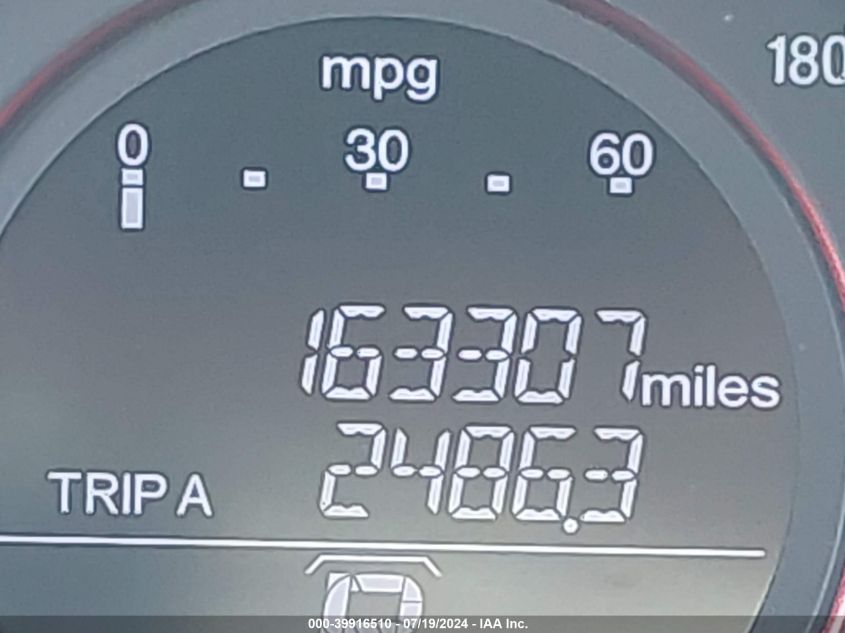 mpg
180
0 30 60
163307 miles
TRIP A 2486.3
000-39916510 - 07/19/2024 - IAA Inc.